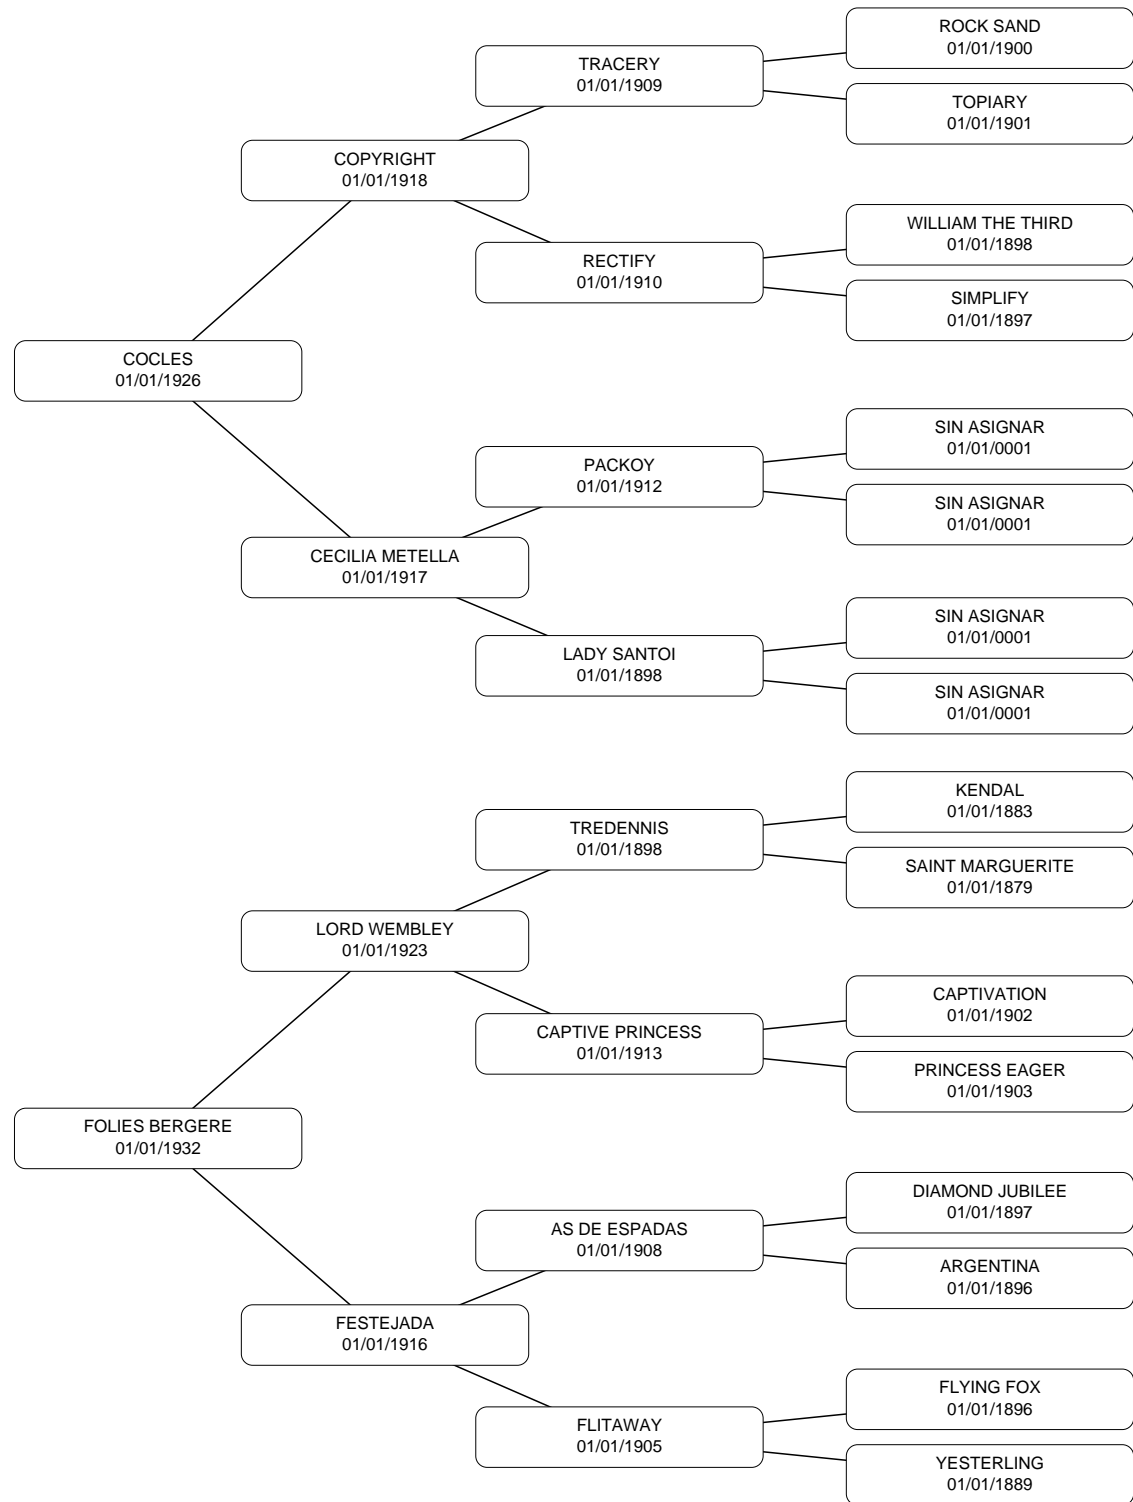 ROCK SAND
01/01/1900
TRACERY
01/01/1909
TOPIARY
01/01/1901
COPYRIGHT
01/01/1918
WILLIAM THE THIRD
01/01/1898
RECTIFY
01/01/1910
SIMPLIFY
01/01/1897
COCLES
01/01/1926
SIN ASIGNAR
01/01/0001
PACKOY
01/01/1912
SIN ASIGNAR
01/01/0001
CECILIA METELLA
01/01/1917
SIN ASIGNAR
01/01/0001
LADY SANTOI
01/01/1898
SIN ASIGNAR
01/01/0001
KENDAL
01/01/1883
TREDENNIS
01/01/1898
SAINT MARGUERITE
01/01/1879
LORD WEMBLEY
01/01/1923
CAPTIVATION
01/01/1902
CAPTIVE PRINCESS
01/01/1913
PRINCESS EAGER
01/01/1903
FOLIES BERGERE
01/01/1932
DIAMOND JUBILEE
01/01/1897
AS DE ESPADAS
01/01/1908
ARGENTINA
01/01/1896
FESTEJADA
01/01/1916
FLYING FOX
01/01/1896
FLITAWAY
01/01/1905
YESTERLING
01/01/1889